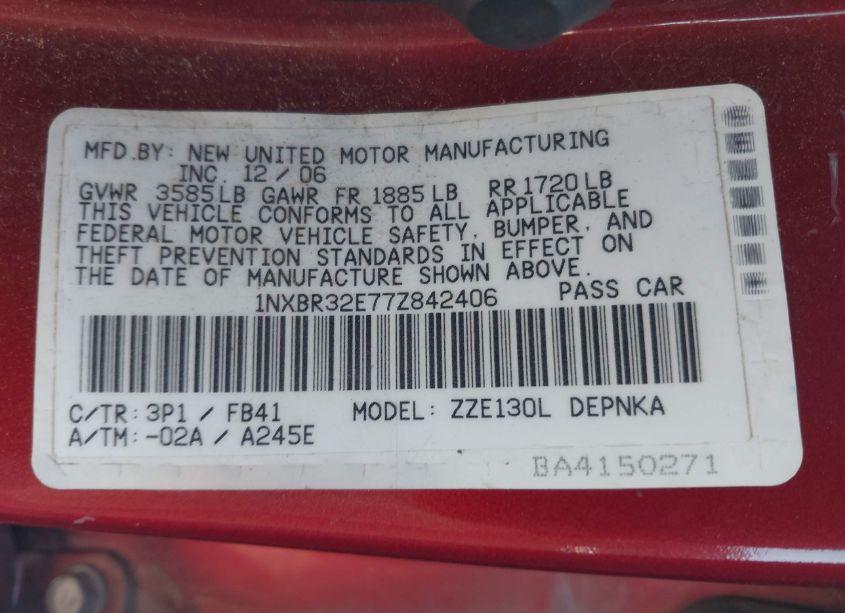 MFD.BY: NEW UNITED MOTOR MANUFACTURING
INC. 12 / 06
GVWR 3585LB GAWR FR 1885LB RR 1720LB
THIS VEHICLE CONFORMS TO ALL APPLICABLE
FEDERAL MOTOR VEHICLE SAFETY, BUMPER, AND
THEFT PREVENTION STANDARDS IN EFFECT ON
THE DATE OF MANUFACTURE SHOWN ABOVE.
1NXBR32E77Z842406 PASS CAR
C/TR: 3P1 / FB41 MODEL: ZZE130L DEPNKA
A/TM: -02A / A245E
BA4150271